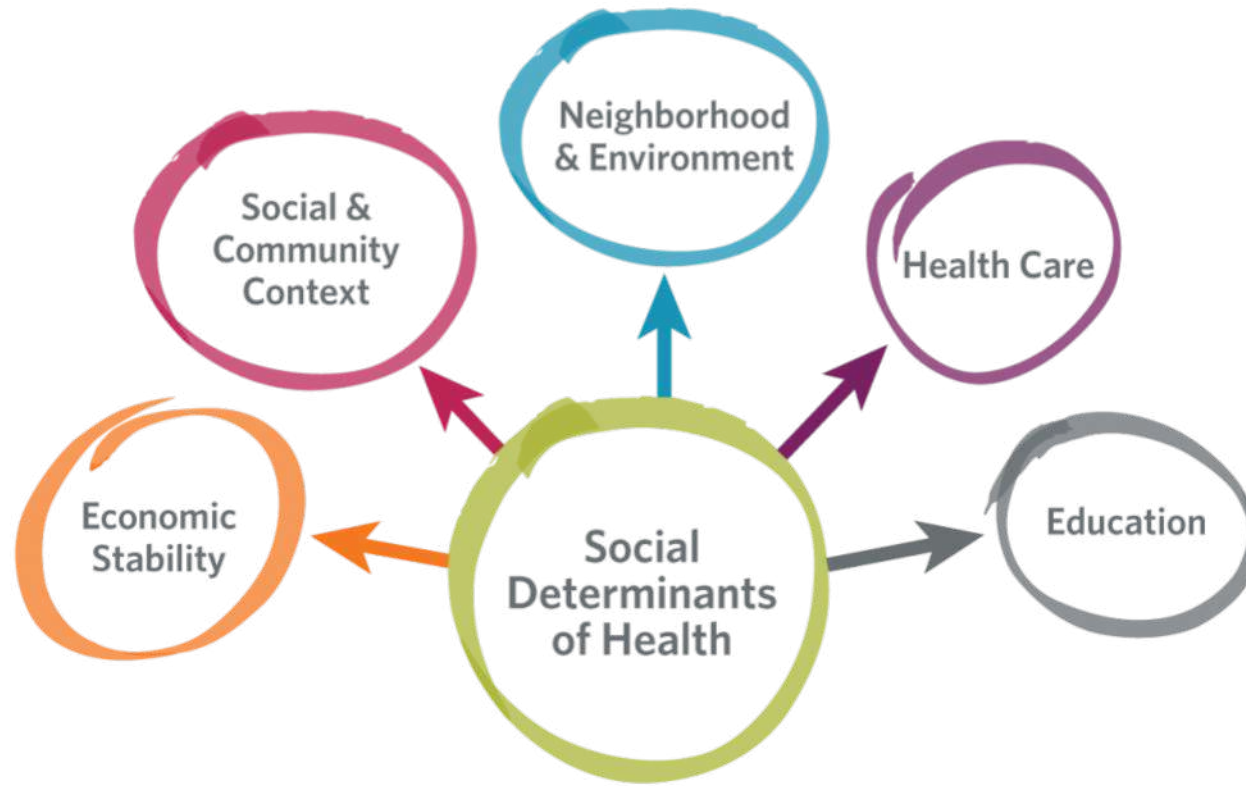 Neighborhood
& Environment
Social &
Community
Context
Health Care
Economic
Stability
Education
Social
Determinants
of Health